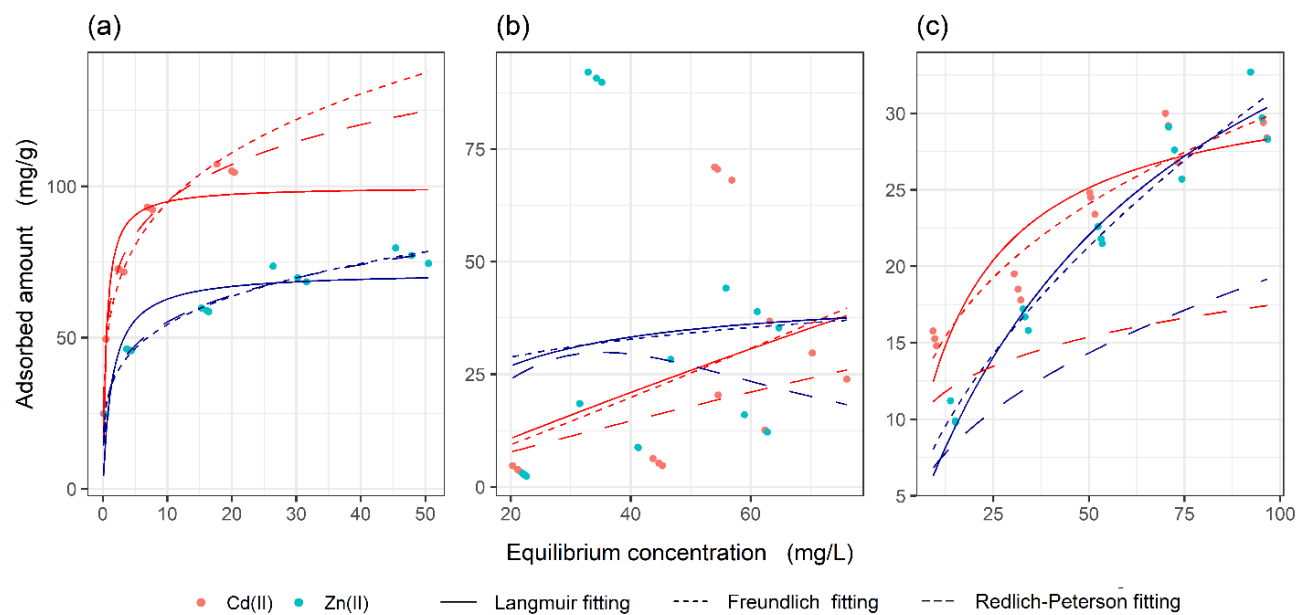 (a)
(b)
(c)
Adsorbed amount (mg/g)
100
50
0
0 10 20 30 40 50
75
50
25
0
20 40 60
30
25
20
15
10
5
25 50 75 100
Equilibrium concentration (mg/L)
Cd(II) Zn(II) Langmuir fitting Freundlich fitting Redlich-Peterson fitting